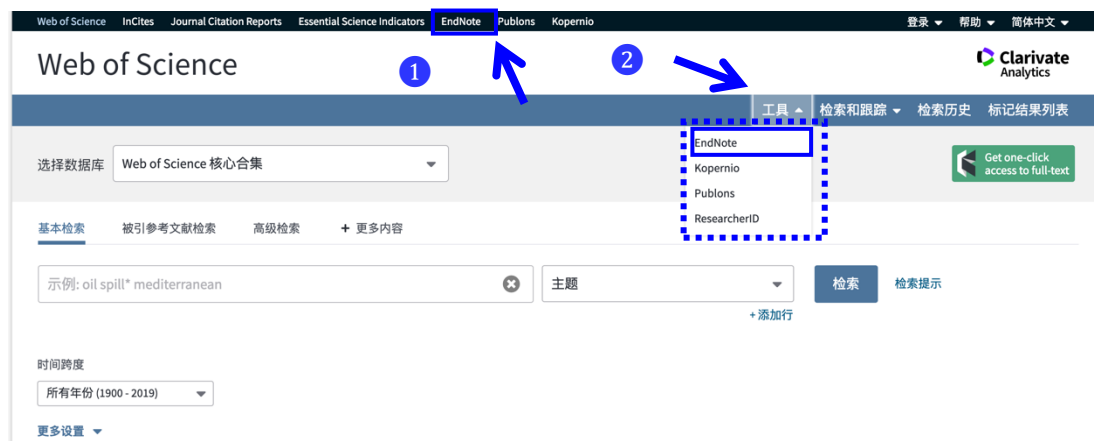 Web of Science InCites Journal Citation Reports Essential Science Indicators EndNote Publons Kopernio 登录 帮助 简体中文
Web of Science
1
2
Clarivate
Analytics
工具 检索和跟踪 检索历史 标记结果列表
选择数据库 Web of Science 核心合集
EndNote
Kopernio
Publons
ResearcherID
Get one-click
access to full-text
基本检索 被引参考文献检索 高级检索 + 更多内容
示例: oil spill* mediterranean 主题 检索 检索提示
+ 添加行
时间跨度
所有年份 (1900 - 2019)
更多设置